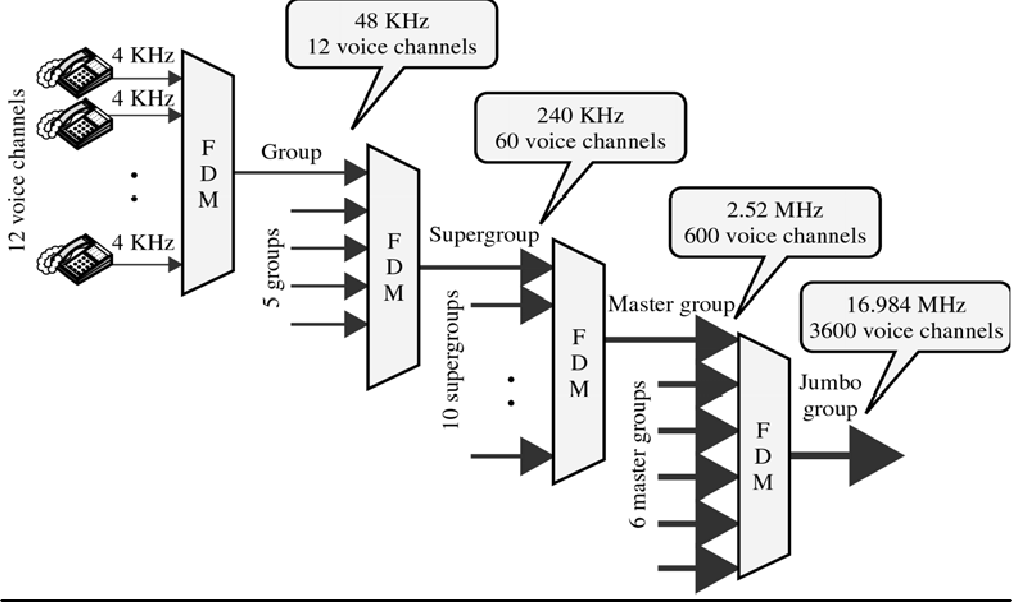 48 KHz
12 voice channels
4 KHz
4 KHz
4 KHz
12 voice channels
F
D
M
Group
240 KHz
60 voice channels
5 groups
F
D
M
Supergroup
2.52 MHz
600 voice channels
10 supergroups
F
D
M
Master group
16.984 MHz
3600 voice channels
6 master groups
F
D
M
Jumbo
group